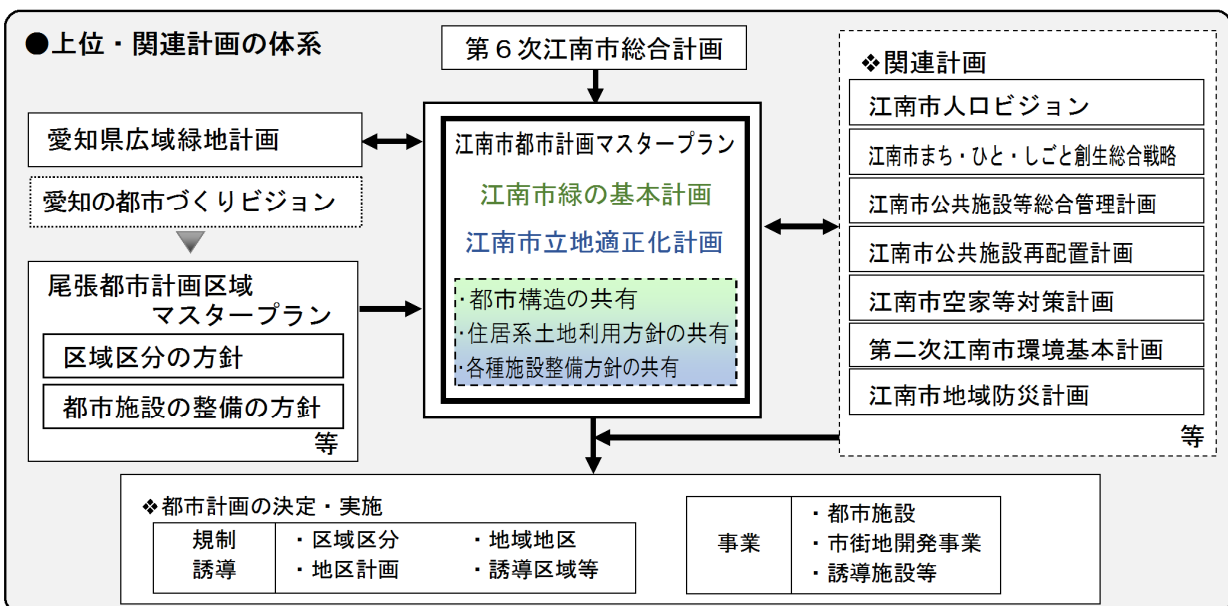 ●上位・関連計画の体系
第6次江南市総合計画
愛知県広域緑地計画
愛知の都市づくりビジョン
尾張都市計画区域
マスタープラン
区域区分の方針
都市施設の整備の方針
等
江南市都市計画マスタープラン
江南市緑の基本計画
江南市立地適正化計画
・都市構造の共有
・住居系土地利用方針の共有
・各種施設整備方針の共有
❖関連計画
江南市人口ビジョン
江南市まち・ひと・しごと創生総合戦略
江南市公共施設等総合管理計画
江南市公共施設再配置計画
江南市空家等対策計画
第二次江南市環境基本計画
江南市地域防災計画
等
❖都市計画の決定・実施
規制
誘導
・区域区分 ・地域地区
・地区計画 ・誘導区域等
事業
・都市施設
・市街地開発事業
・誘導施設等